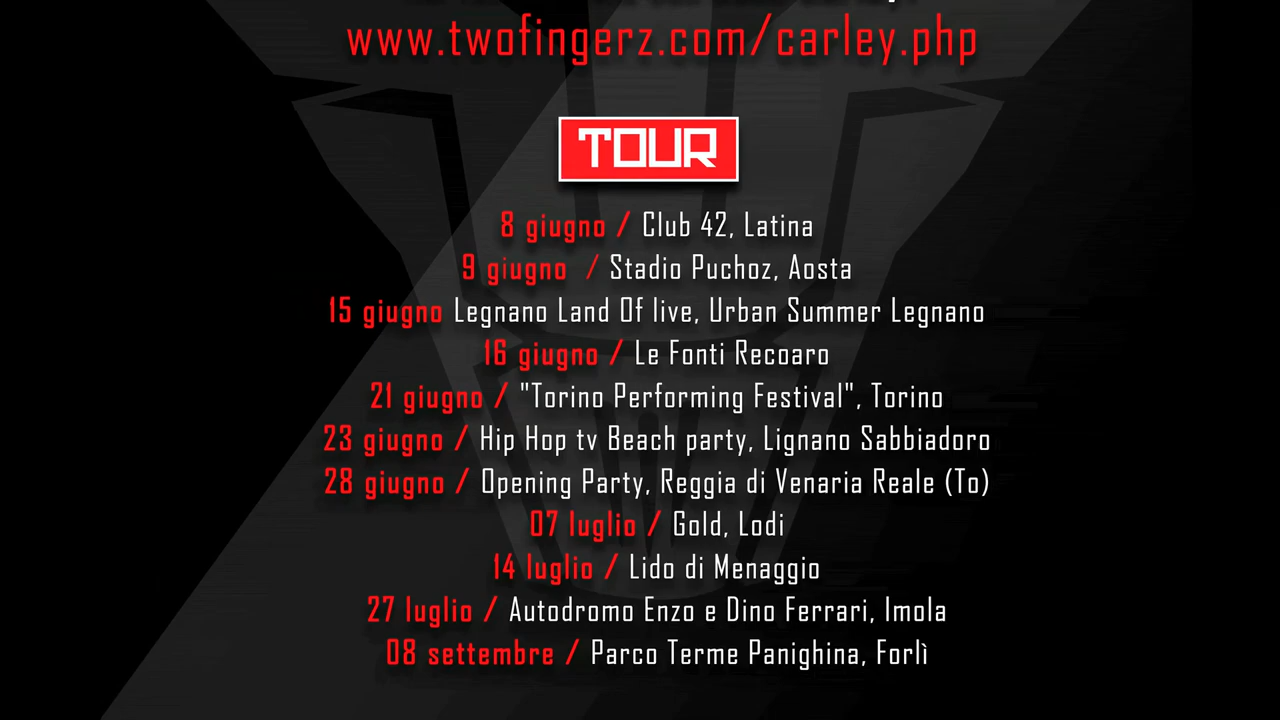 www.twofingerz.com/carley.php
TOUR
8 giugno / Club 42, Latina
9 giugno / Stadio Puchoz, Aosta
15 giugno Legnano Land Of live, Urban Summer Legnano
16 giugno / Le Fonti Recoaro
21 giugno / "Torino Performing Festival", Torino
23 giugno / Hip Hop tv Beach party, Lignano Sabbiadoro
28 giugno / Opening Party, Reggia di Venaria Reale (To)
07 luglio / Gold, Lodi
14 luglio / Lido di Menaggio
27 luglio / Autodromo Enzo e Dino Ferrari, Imola
08 settembre / Parco Terme Panighina, Forlì